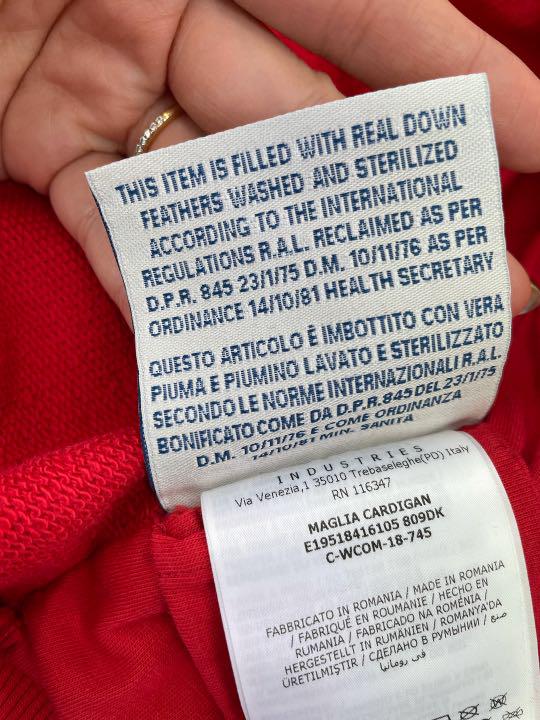 THIS ITEM IS FILLED WITH REAL DOWN
FEATHERS WASHED AND STERILIZED
ACCORDING TO THE INTERNATIONAL
REGULATIONS R.A.L. RECLAIMED AS PER
D.P.R. 845 23/1/75 D.M. 10/11/76 AS PER
ORDINANCE 14/10/81 HEALTH SECRETARY
QUESTO ARTICOLO È IMBOTTITO CON VERA
PIUMA E PIUMINO LAVATO E STERILIZZATO
SECONDO LE NORME INTERNAZIONALI R.A.L.
BONIFICATO COME DA D.P.R. 845 DEL 23/1/75
D.M. 10/11/76 E COME ORDINANZA
14/10/81 MIN. SANITA
INDUSTRIES
Via Venezia,1 35010 Trebaseleghe(PD) Italy
RN 116347
MAGLIA CARDIGAN
E19518416105 809DK
C-WCOM-18-745
FABBRICATO IN ROMANIA / MADE IN ROMANIA
/ FABRIQUÉ EN ROUMANIE / HECHO EN
RUMANIA / FABRICADO NA ROMÉNIA /
HERGESTELLT IN RUMÄNIEN / ROMANYA'DA
ÜRETILMIŞTIR / СДЕЛАНО В РУМЫНИИ / صنع
في رومانيا